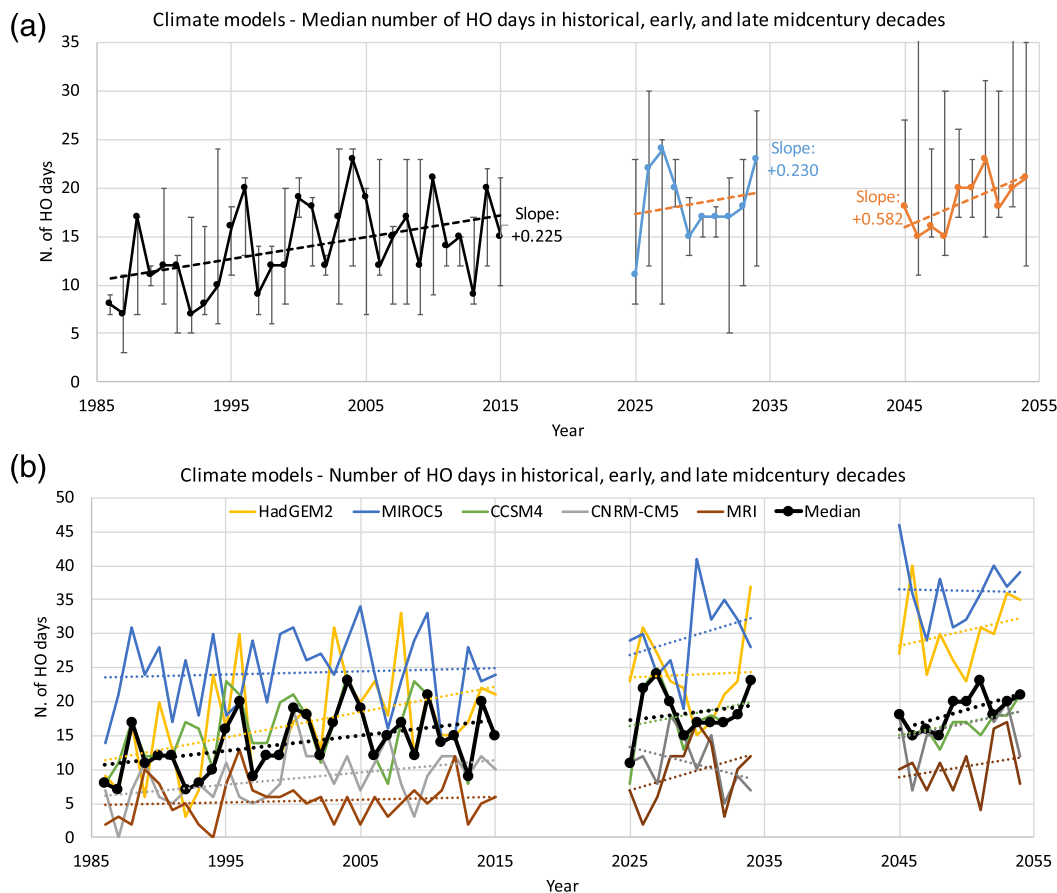 (a)
Climate models - Median number of HO days in historical, early, and late midcentury decades
N. of HO days
35
30
25
20
15
10
5
0
Slope:
+0.225
Slope:
+0.230
Slope:
+0.582
1985 1995 2005 2015 2025 2035 2045 2055
Year
(b)
Climate models - Number of HO days in historical, early, and late midcentury decades
HadGEM2 MIROC5 CCSM4 CNRM-CM5 MRI Median
N. of HO days
50
45
40
35
30
25
20
15
10
5
0
1985 1995 2005 2015 2025 2035 2045 2055
Year